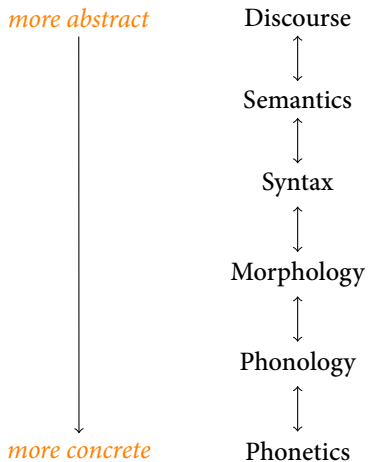 more abstract
Discourse
Semantics
Syntax
Morphology
Phonology
more concrete
Phonetics